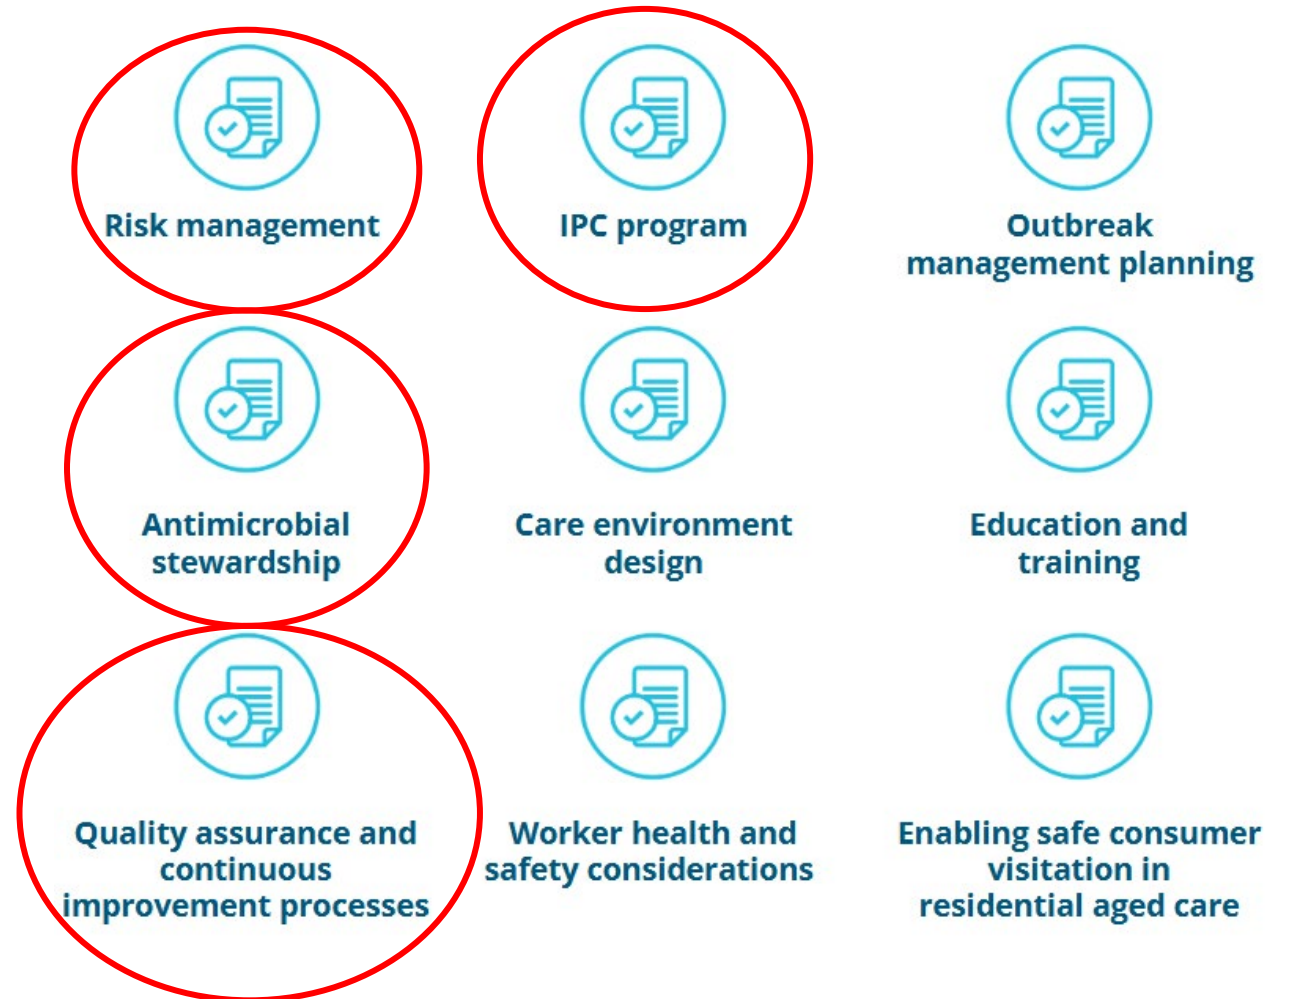 Risk management
IPC program
Outbreak
management planning
Antimicrobial
stewardship
Care environment
design
Education and
training
Quality assurance and
continuous
improvement processes
Worker health and
safety considerations
Enabling safe consumer
visitation in
residential aged care